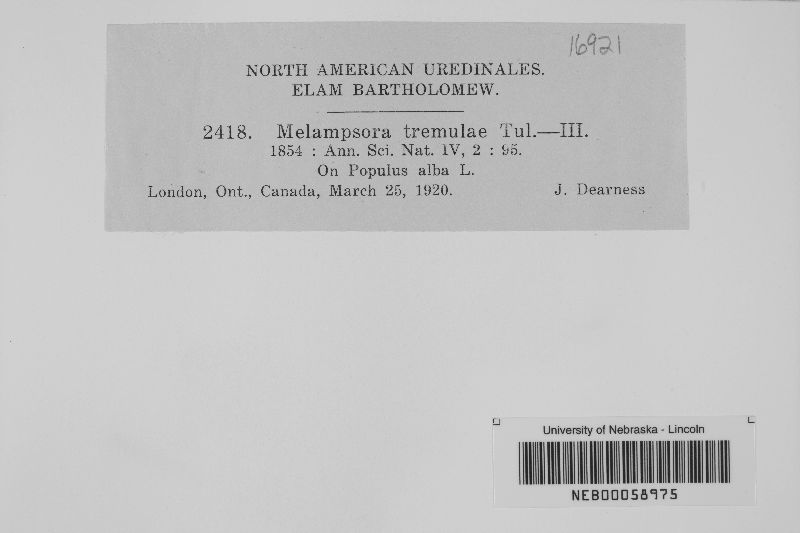 16921
NORTH AMERICAN UREDINALES.
ELAM BARTHOLOMEW.
2418. Melampsora tremulae Tul.—III.
1854 : Ann. Sci. Nat. IV, 2 : 95.
On Populus alba L.
London, Ont., Canada, March 25, 1920. J. Dearness
University of Nebraska - Lincoln
NEB00058975